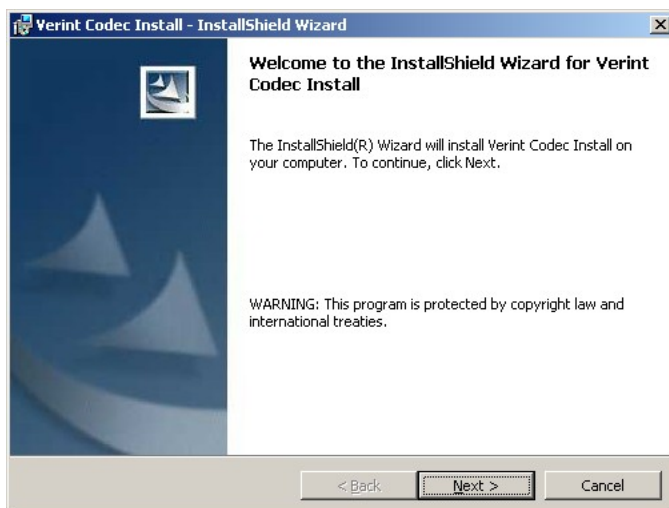 Verint Codec Install - InstallShield Wizard
Welcome to the InstallShield Wizard for Verint
Codec Install
The InstallShield(R) Wizard will install Verint Codec Install on
your computer. To continue, click Next.
WARNING: This program is protected by copyright law and
international treaties.
< Back
Next >
Cancel